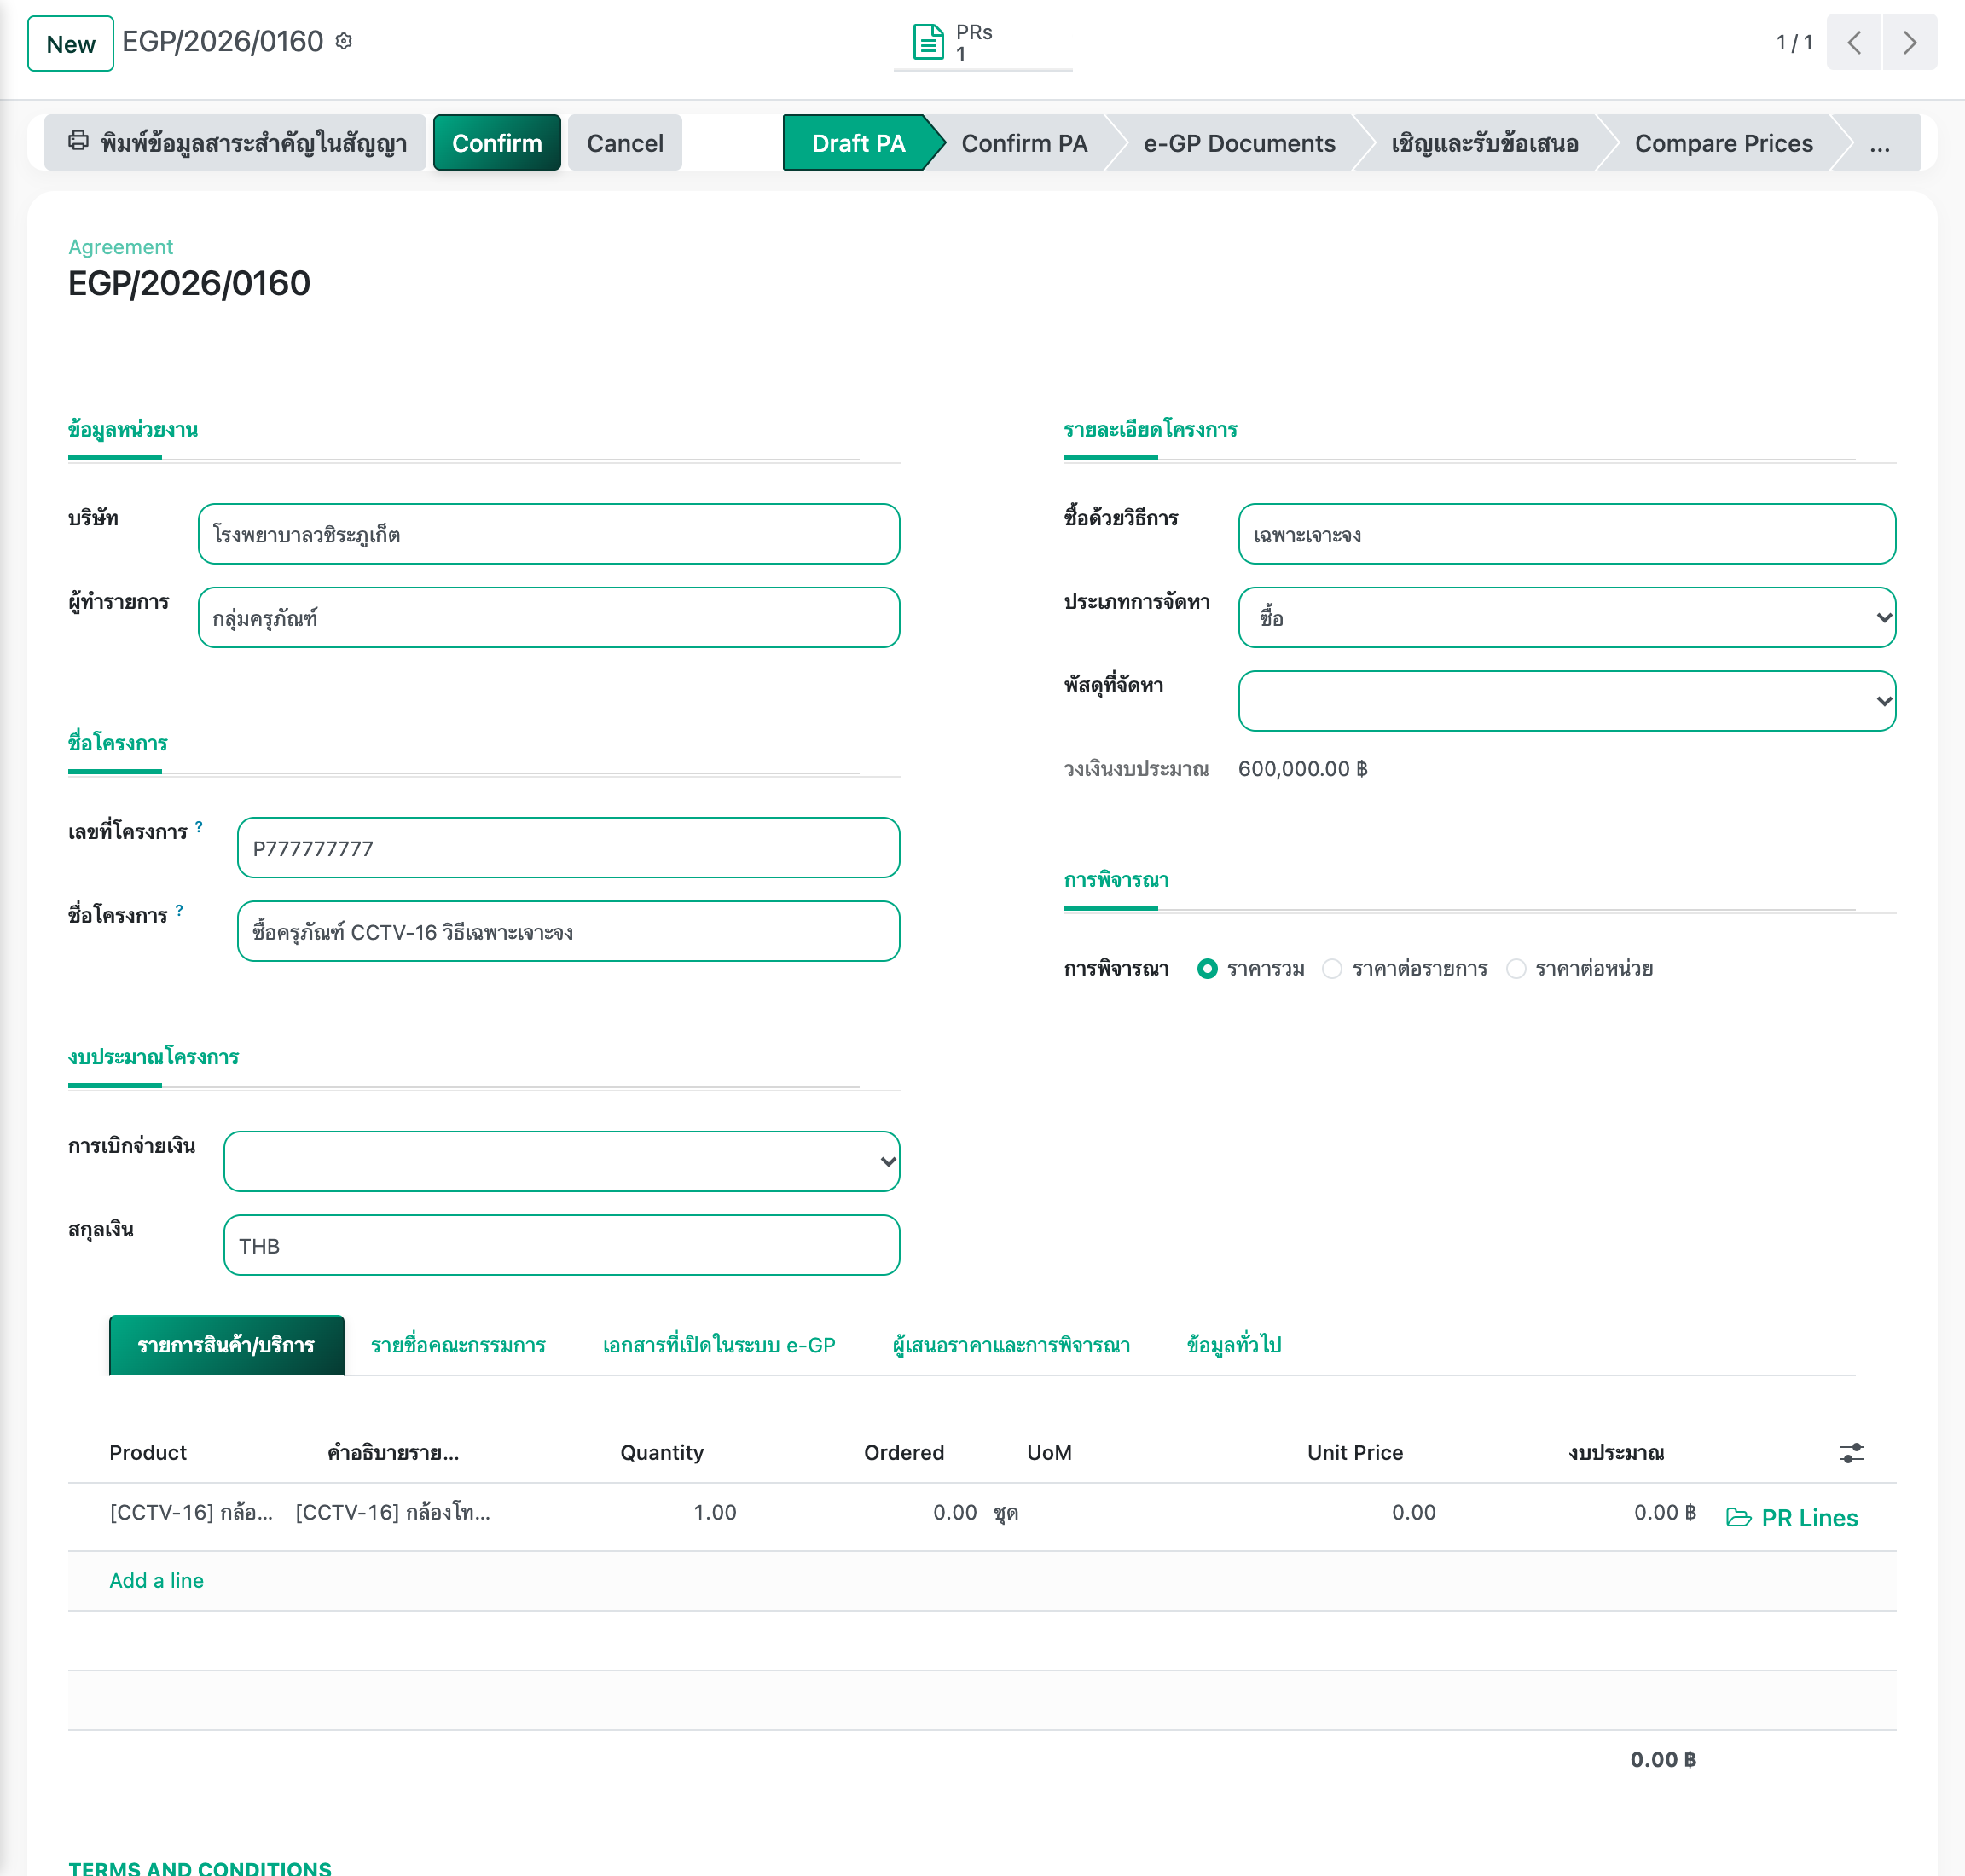 New EGP/2026/0160 PRs 1 1 / 1
พิมพ์ข้อมูลสาระสำคัญในสัญญา Confirm Cancel Draft PA Confirm PA e-GP Documents เชิญและรับข้อเสนอ Compare Prices ...
Agreement
EGP/2026/0160
ข้อมูลหน่วยงาน
บริษัท โรงพยาบาลวชิระภูเก็ต
ผู้ทำรายการ กลุ่มครุภัณฑ์
ชื่อโครงการ
เลขที่โครงการ ? P777777777
ชื่อโครงการ ? ซื้อครุภัณฑ์ CCTV-16 วิธีเฉพาะเจาะจง
งบประมาณโครงการ
การเบิกจ่ายเงิน
สกุลเงิน THB
รายละเอียดโครงการ
ซื้อด้วยวิธีการ เฉพาะเจาะจง
ประเภทการจัดหา ซื้อ
พัสดุที่จัดหา
วงเงินงบประมาณ 600,000.00 ฿
การพิจารณา
การพิจารณา ราคารวม ราคาต่อรายการ ราคาต่อหน่วย
รายการสินค้า/บริการ รายชื่อคณะกรรมการ เอกสารที่เปิดในระบบ e-GP ผู้เสนอราคาและการพิจารณา ข้อมูลทั่วไป
Product คำอธิบายราย... Quantity Ordered UoM Unit Price งบประมาณ
[CCTV-16] กล้อ... [CCTV-16] กล้องโท... 1.00 0.00 ชุด 0.00 0.00 ฿ PR Lines
Add a line
0.00 ฿
TERMS AND CONDITIONS